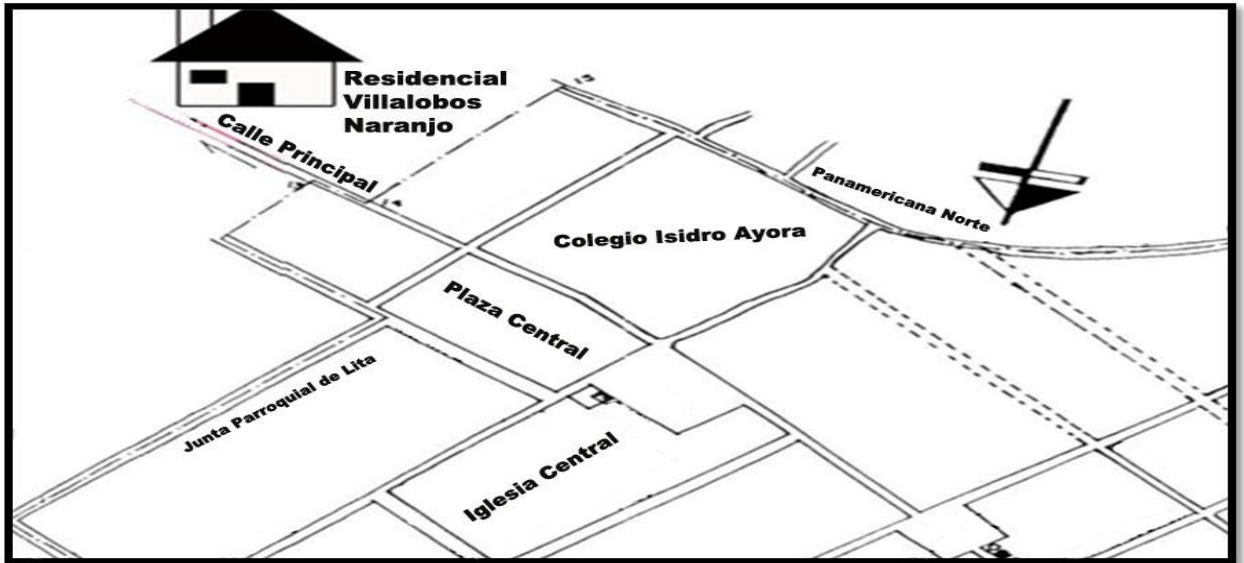 Residencial
Villalobos
Naranjo
Calle Principal
Panamericana Norte
Colegio Isidro Ayora
Plaza Central
Junta Parroquial de Lita
Iglesia Central